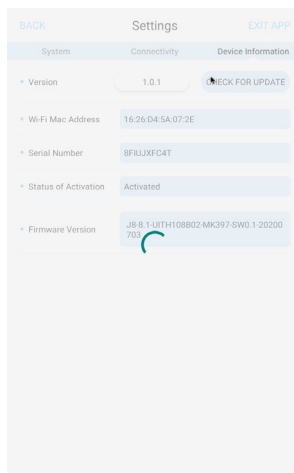 BACK Settings EXIT APP
System Connectivity Device Information
Version 1.0.1 CHECK FOR UPDATE
Wi-Fi Mac Address 16:26:D4:5A:07:2E
Serial Number 8FIUJXFC4T
Status of Activation Activated
Firmware Version J8-8.1-UITH108B02-MK397-SW0.1-20200
703